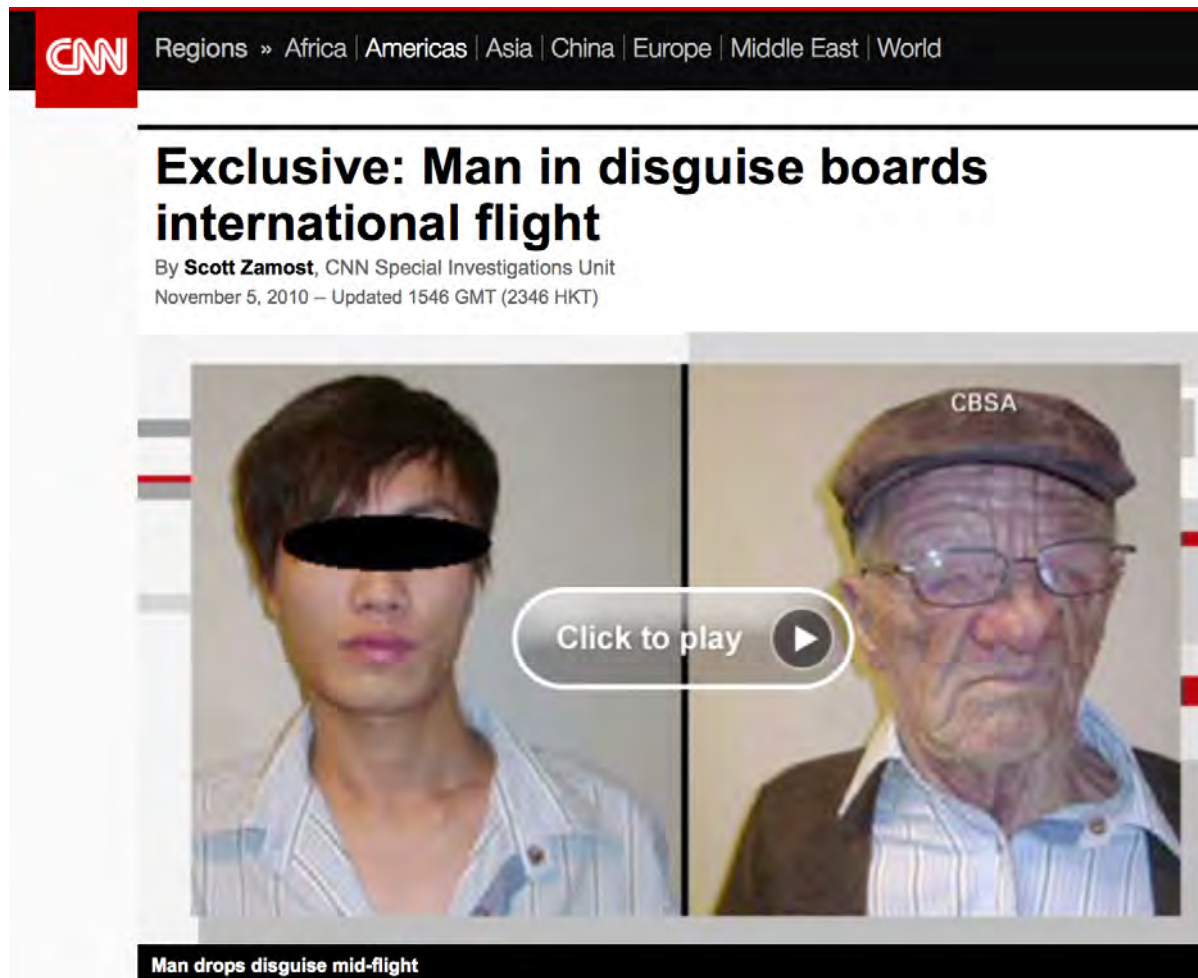 CNN
Regions » Africa | Americas | Asia | China | Europe | Middle East | World
Exclusive: Man in disguise boards
international flight
By Scott Zamost, CNN Special Investigations Unit
November 5, 2010 -- Updated 1546 GMT (2346 HKT)
CBSA
Click to play
Man drops disguise mid-flight